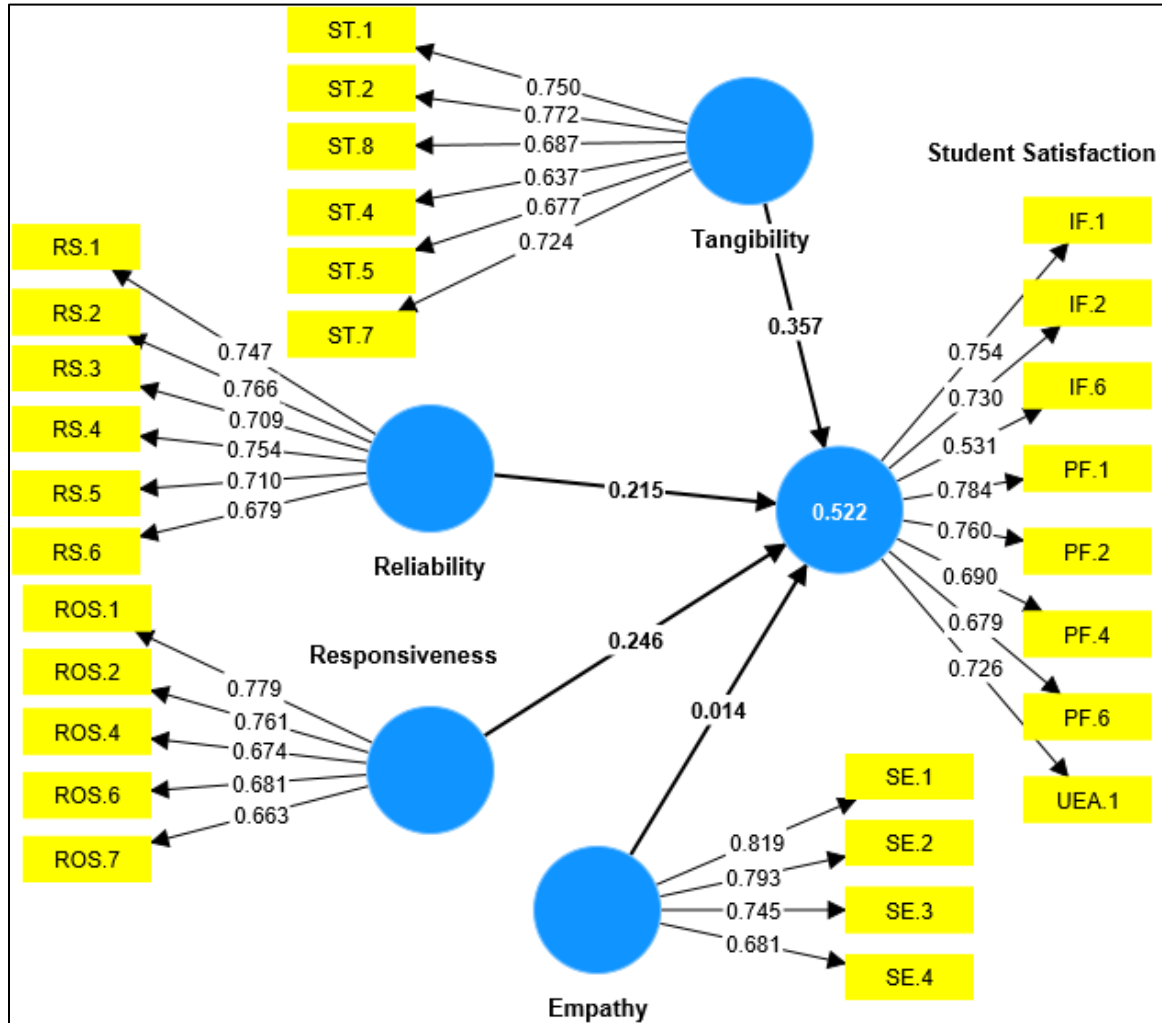 ST.1
ST.2
ST.8
ST.4
ST.5
ST.7
0.750
0.772
0.687
0.637
0.677
0.724
Tangibility
0.357
Student Satisfaction
IF.1
IF.2
IF.6
PF.1
PF.2
PF.4
PF.6
UEA.1
0.754
0.730
0.531
0.784
0.760
0.690
0.679
0.726
0.522
RS.1
RS.2
RS.3
RS.4
RS.5
RS.6
0.747
0.766
0.709
0.754
0.710
0.679
Reliability
0.215
ROS.1
ROS.2
ROS.4
ROS.6
ROS.7
0.779
0.761
0.674
0.681
0.663
Responsiveness
0.246
0.014
SE.1
SE.2
SE.3
SE.4
0.819
0.793
0.745
0.681
Empathy